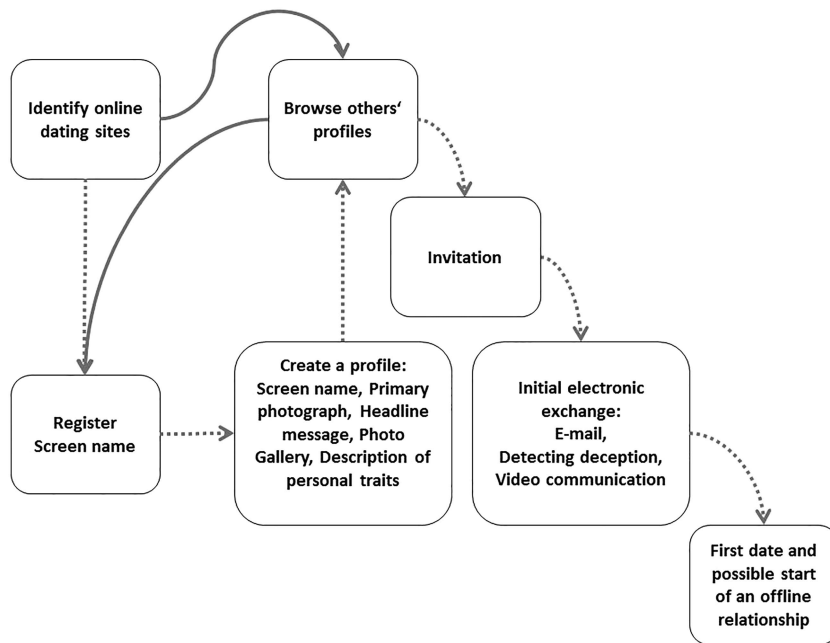 Identify online
dating sites
Browse others‘
profiles
Invitation
Register
Screen name
Create a profile:
Screen name, Primary
photograph, Headline
message, Photo
Gallery, Description of
personal traits
Initial electronic
exchange:
E-mail,
Detecting deception,
Video communication
First date and
possible start
of an offline
relationship